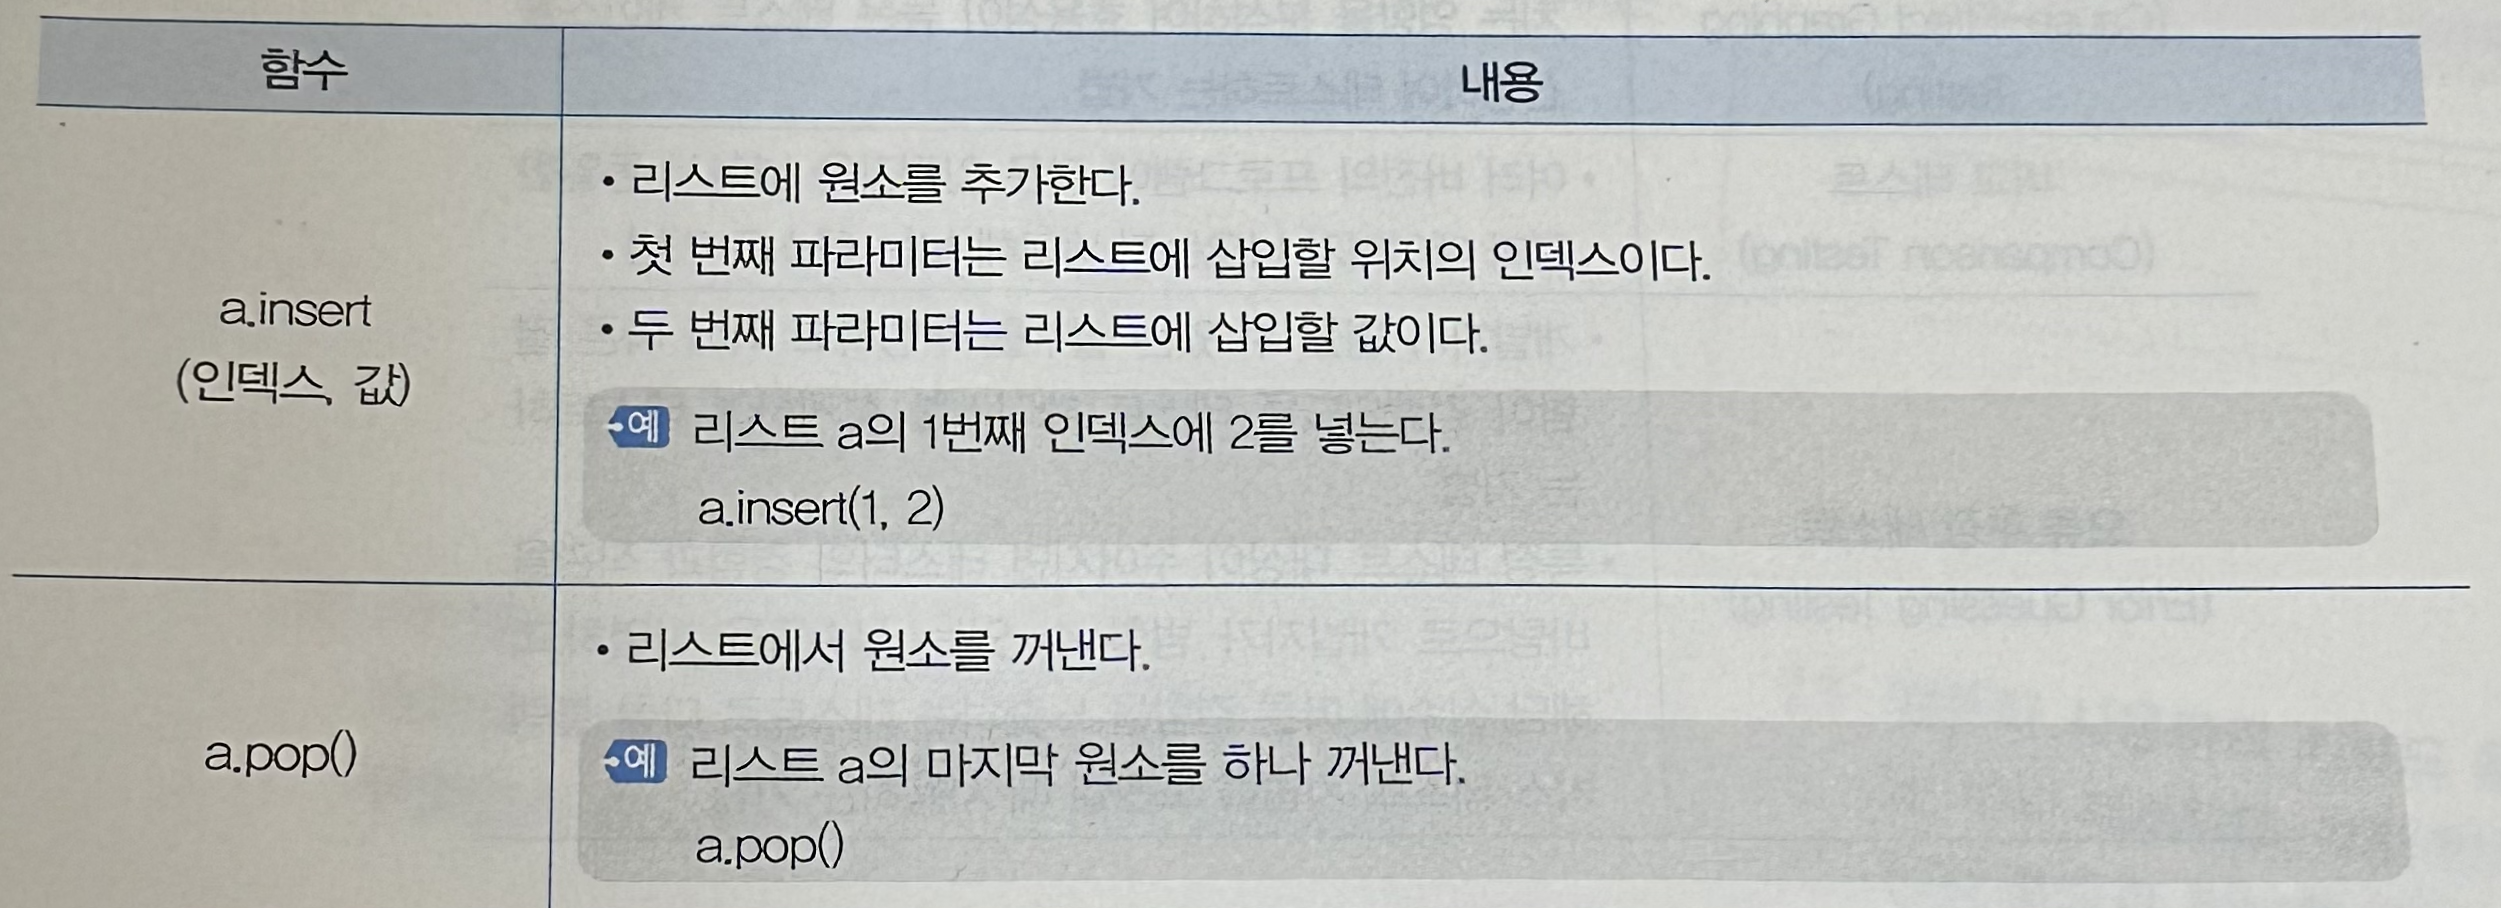 함수
내용
a.insert
(인덱스, 값)
• 리스트에 원소를 추가한다.
• 첫 번째 파라미터는 리스트에 삽입할 위치의 인덱스이다.
• 두 번째 파라미터는 리스트에 삽입할 값이다.
예 리스트 a의 1번째 인덱스에 2를 넣는다.
a.insert(1, 2)
a.pop()
• 리스트에서 원소를 꺼낸다.
예 리스트 a의 마지막 원소를 하나 꺼낸다.
a.pop()